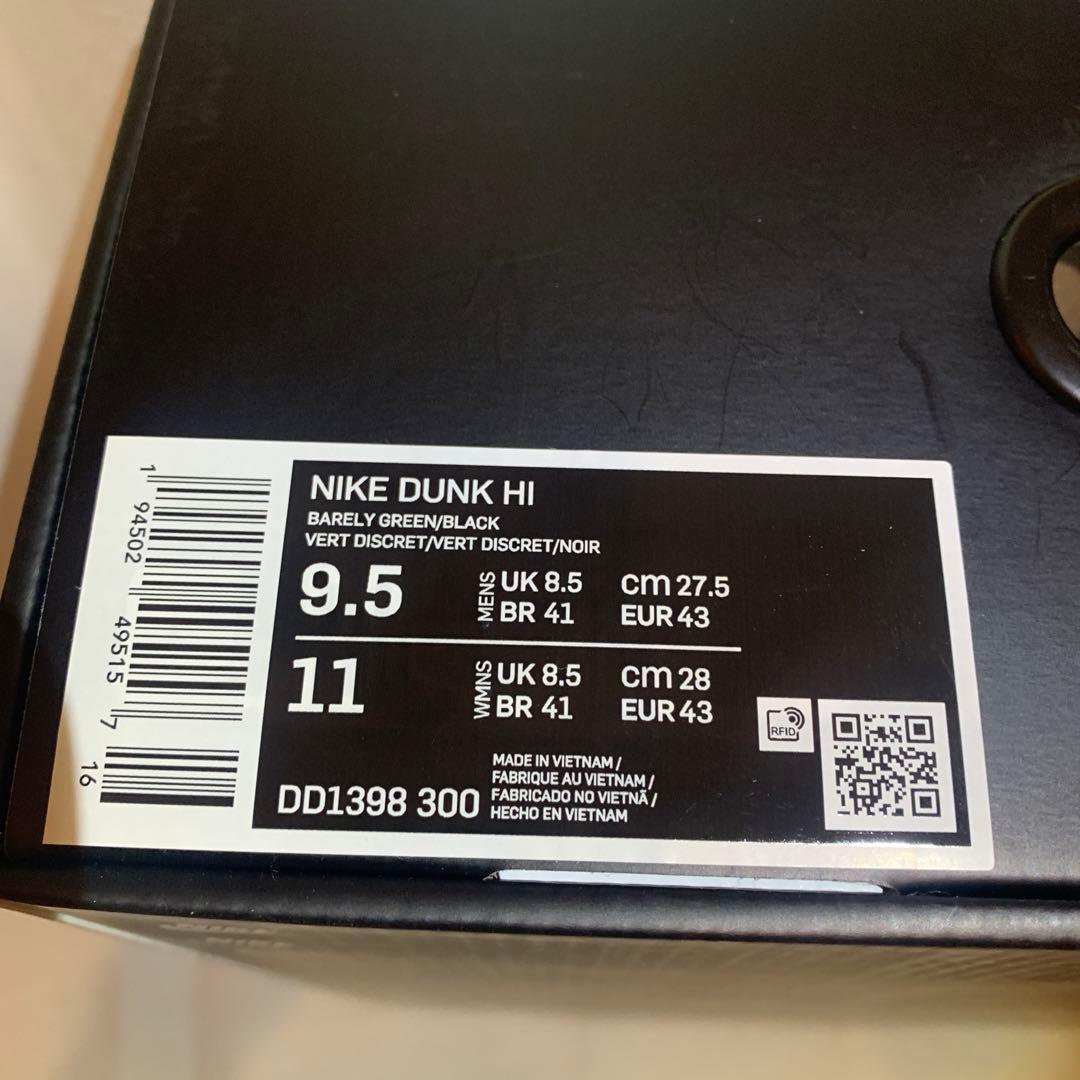 NIKE DUNK HI
BARELY GREEN/BLACK
VERT DISCRET/VERT DISCRET/NOIR
9.5 MENS UK 8.5 cm 27.5
BR 41 EUR 43
11 WMNS UK 8.5 cm 28
BR 41 EUR 43
RFID
DD1398 300
MADE IN VIETNAM /
FABRIQUE AU VIETNAM /
FABRICADO NO VIETNÃ /
HECHO EN VIETNAM
1 94502 49515 7 16